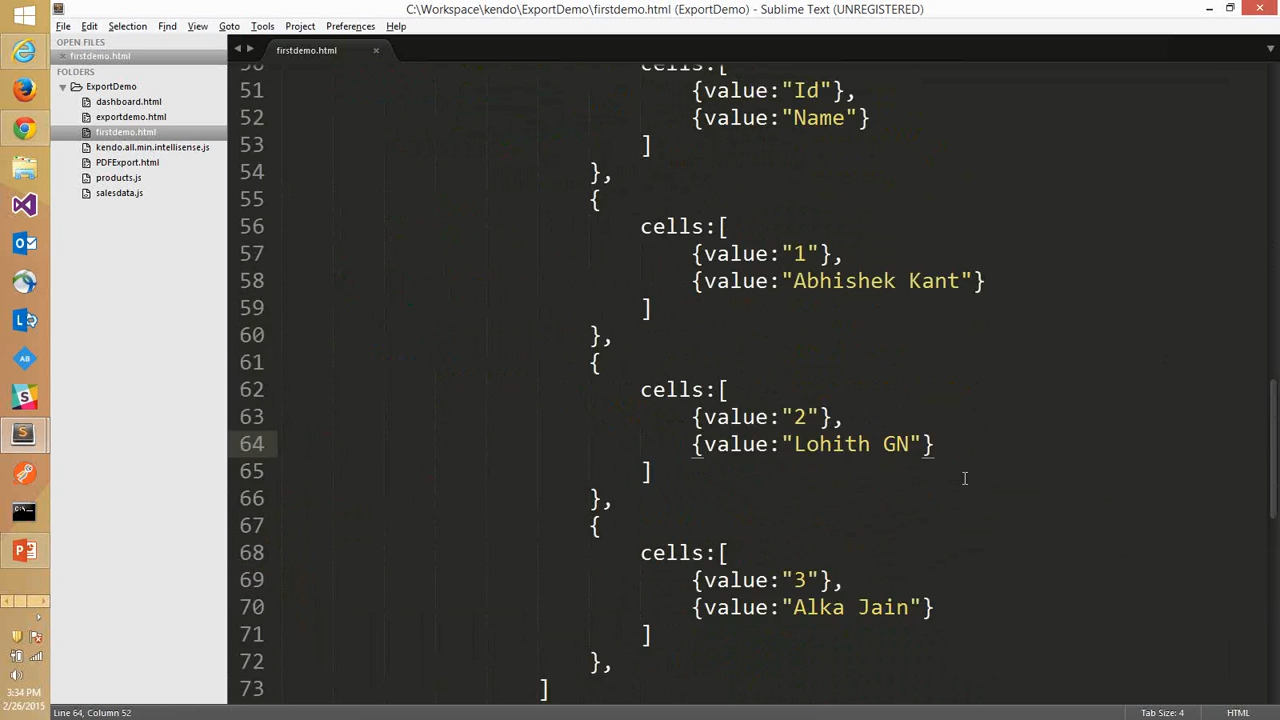 C:\Workspace\kendo\ExportDemo\firstdemo.html (ExportDemo) - Sublime Text (UNREGISTERED)
File Edit Selection Find View Goto Tools Project Preferences Help
OPEN FILES
firstdemo.html
FOLDERS
ExportDemo
dashboard.html
exportdemo.html
firstdemo.html
kendo.all.min.intellisense.js
PDFExport.html
products.js
salesdata.js
firstdemo.html
50 cells:[
51 {value:"Id"},
52 {value:"Name"}
53 ]
54 },
55 {
56 cells:[
57 {value:"1"},
58 {value:"Abhishek Kant"}
59 ]
60 },
61 {
62 cells:[
63 {value:"2"},
64 {value:"Lohith GN"}
65 ]
66 },
67 {
68 cells:[
69 {value:"3"},
70 {value:"Alka Jain"}
71 ]
72 },
73 ]
AB
3:34 PM
2/26/2015
Line 64, Column 52
Tab Size: 4
HTML